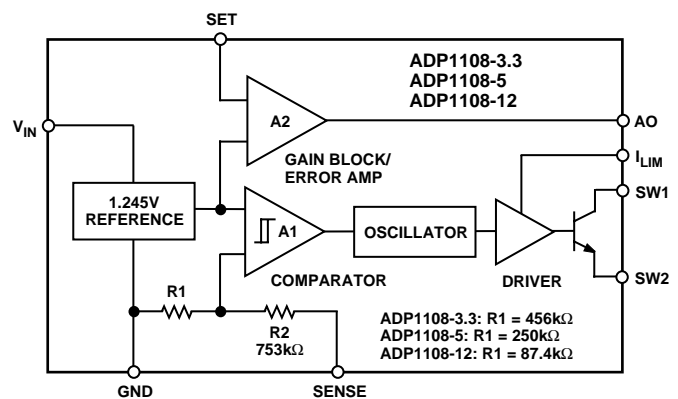 SET
ADP1108-3.3
ADP1108-5
ADP1108-12
A2
VIN
AO
GAIN BLOCK/
ERROR AMP
ILIM
1.245V
REFERENCE
SW1
A1
OSCILLATOR
COMPARATOR
DRIVER
SW2
R1
R2
753kΩ
ADP1108-3.3: R1 = 456kΩ
ADP1108-5: R1 = 250kΩ
ADP1108-12: R1 = 87.4kΩ
GND
SENSE